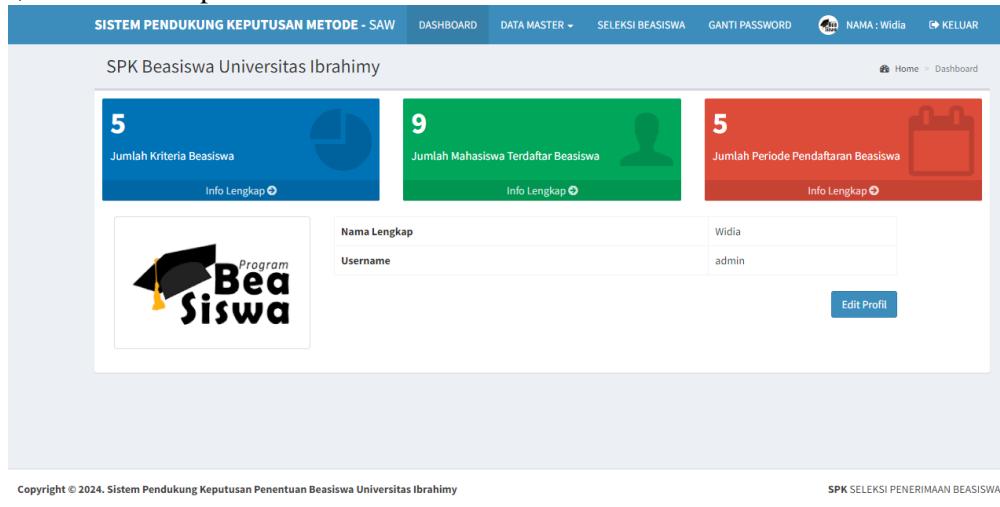 SISTEM PENDUKUNG KEPUTUSAN METODE - SAW DASHBOARD DATA MASTER SELEKSI BEASISWA GANTI PASSWORD NAMA : Widia KELUAR
SPK Beasiswa Universitas Ibrahimy Home > Dashboard
5 9 5
Jumlah Kriteria Beasiswa Jumlah Mahasiswa Terdaftar Beasiswa Jumlah Periode Pendaftaran Beasiswa
Info Lengkap Info Lengkap Info Lengkap
Nama Lengkap Widia
Username admin
Program
Bea
Siswa
Edit Profil
Copyright © 2024. Sistem Pendukung Keputusan Penentuan Beasiswa Universitas Ibrahimy SPK SELEKSI PENERIMAAN BEASISWA